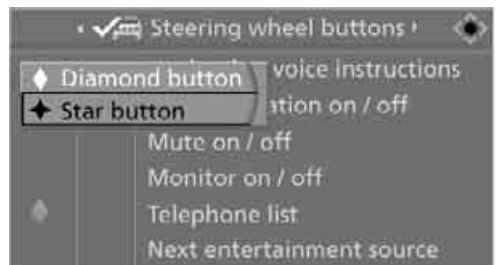 Steering wheel buttons
Diamond button
voice instructions
Star button
ation on / off
Mute on / off
Monitor on / off
Telephone list
Next entertainment source